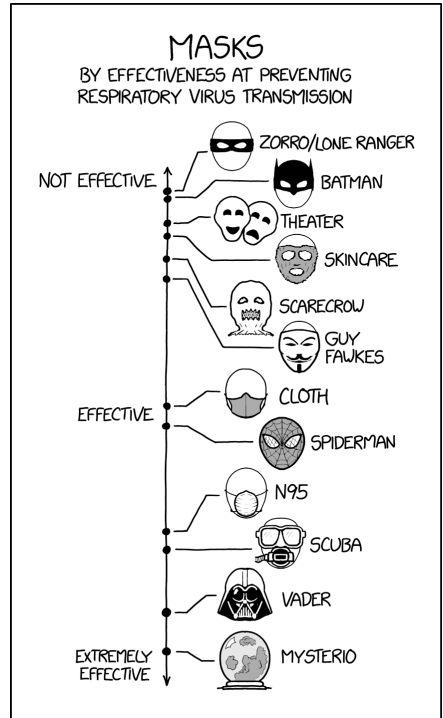 MASKS
BY EFFECTIVENESS AT PREVENTING
RESPIRATORY VIRUS TRANSMISSION
ZORRO/LONE RANGER
NOT EFFECTIVE
BATMAN
THEATER
SKINCARE
SCARECROW
GUY
FAWKES
CLOTH
EFFECTIVE
SPIDERMAN
N95
SCUBA
VADER
MYSTERIO
EXTREMELY
EFFECTIVE